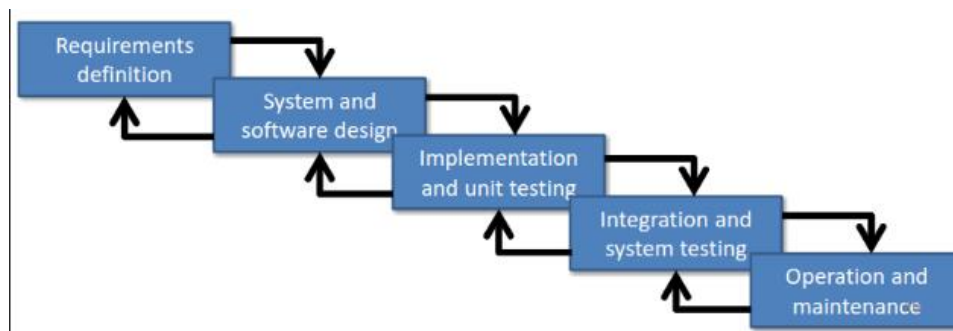 Requirements
definition
System and
software design
Implementation
and unit testing
Integration and
system testing
Operation and
maintenance